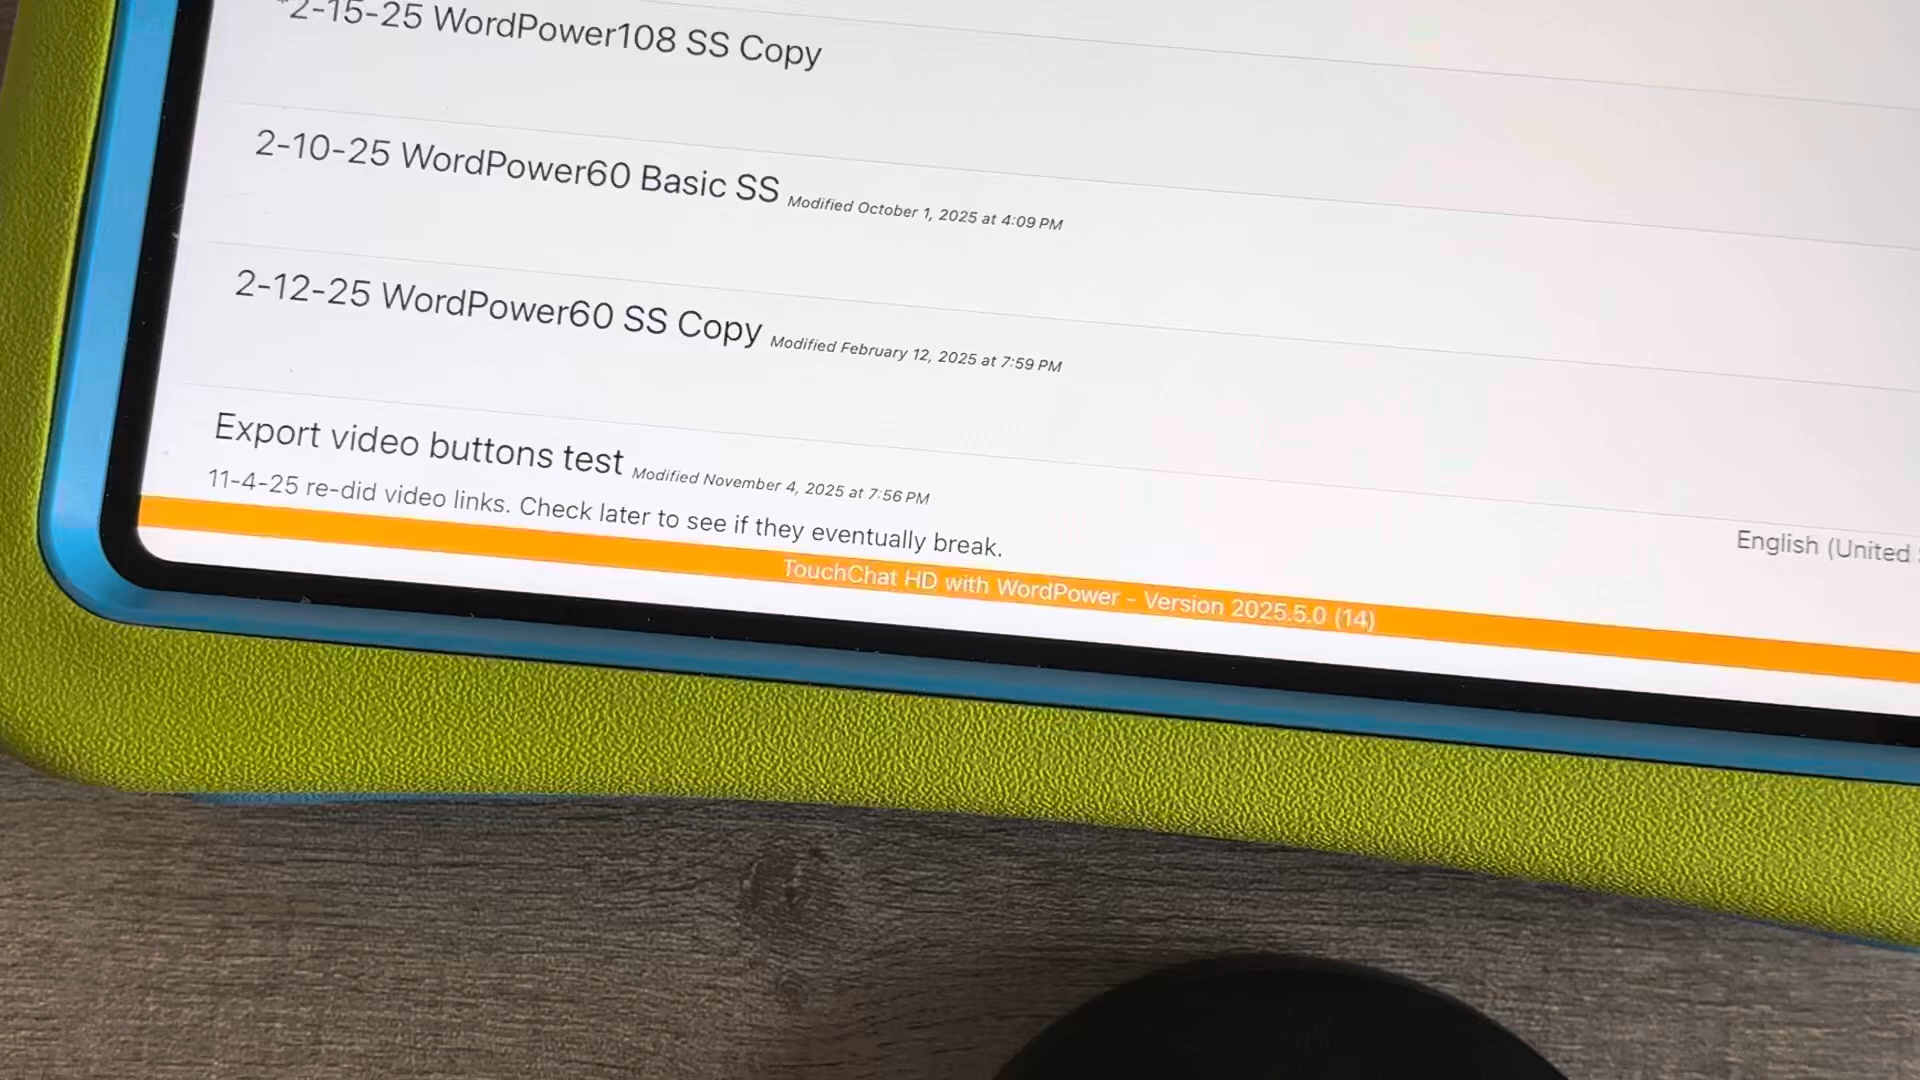 *2-15-25 WordPower108 SS Copy
2-10-25 WordPower60 Basic SS Modified October 1, 2025 at 4:09 PM
2-12-25 WordPower60 SS Copy Modified February 12, 2025 at 7:59 PM
Export video buttons test Modified November 4, 2025 at 7:56 PM
11-4-25 re-did video links. Check later to see if they eventually break.
English (United
TouchChat HD with WordPower - Version 2025.5.0 (14)